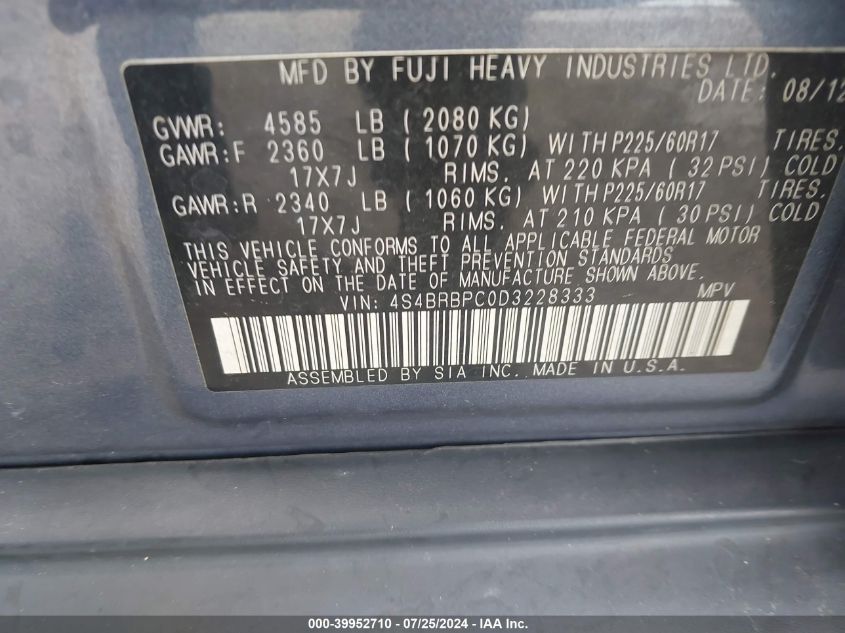 MFD BY FUJI HEAVY INDUSTRIES LTD.
DATE: 08/12
GVWR: 4585 LB ( 2080 KG)
GAWR:F 2360 LB ( 1070 KG) WITH P225/60R17 TIRES.
17X7J RIMS. AT 220 KPA ( 32 PSI) COLD
GAWR:R 2340 LB ( 1060 KG) WITH P225/60R17 TIRES.
17X7J RIMS. AT 210 KPA ( 30 PSI) COLD
THIS VEHICLE CONFORMS TO ALL APPLICABLE FEDERAL MOTOR
VEHICLE SAFETY AND THEFT PREVENTION STANDARDS
IN EFFECT ON THE DATE OF MANUFACTURE SHOWN ABOVE.
VIN: 4S4BRBPC0D3228333 MPV
ASSEMBLED BY SIA INC. MADE IN U.S.A.
000-39952710 - 07/25/2024 - IAA Inc.